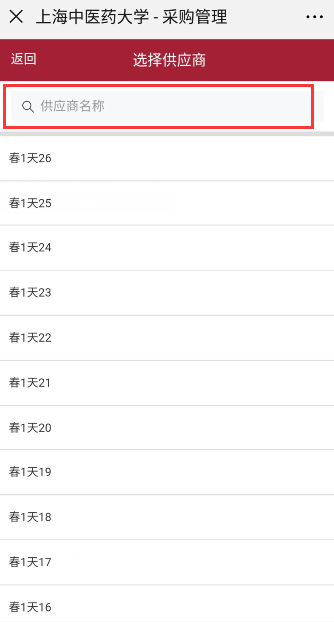 上海中医药大学 - 采购管理
返回 选择供应商
供应商名称
春1天26
春1天25
春1天24
春1天23
春1天22
春1天21
春1天20
春1天19
春1天18
春1天17
春1天16